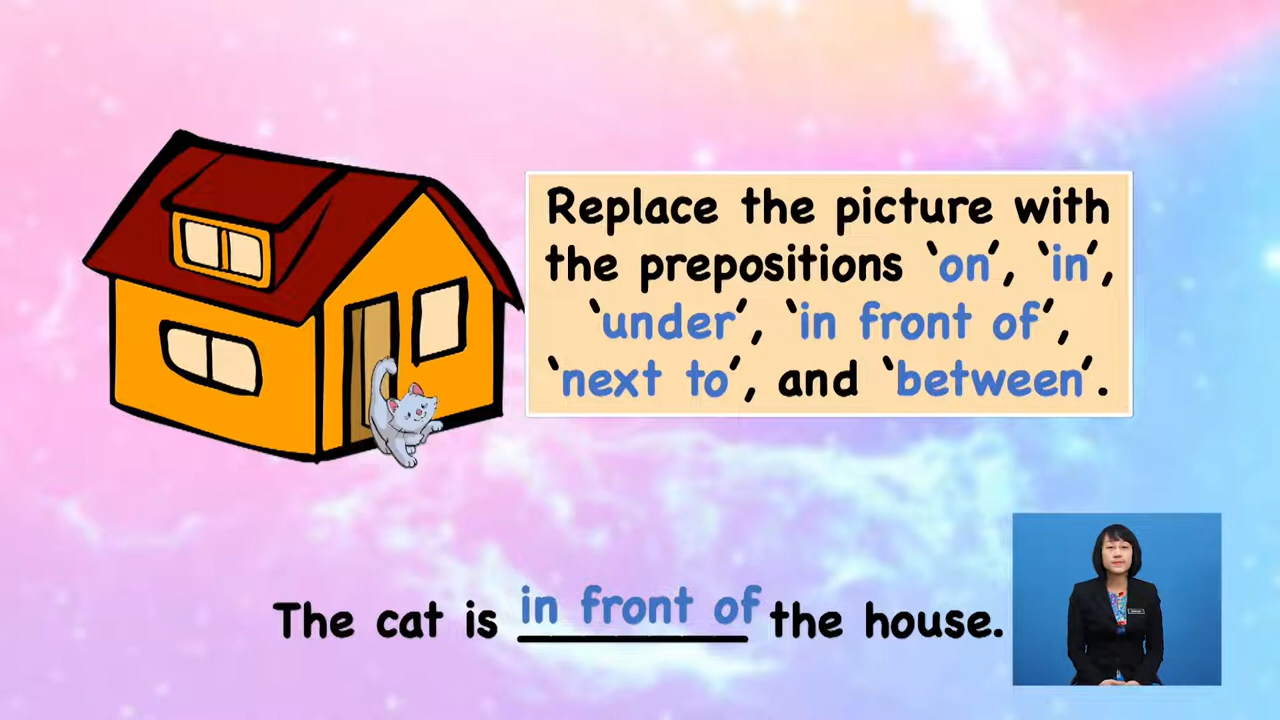 Replace the picture with
the prepositions ‘on’, ‘in’,
‘under’, ‘in front of’,
‘next to’, and ‘between’.
The cat is in front of the house.